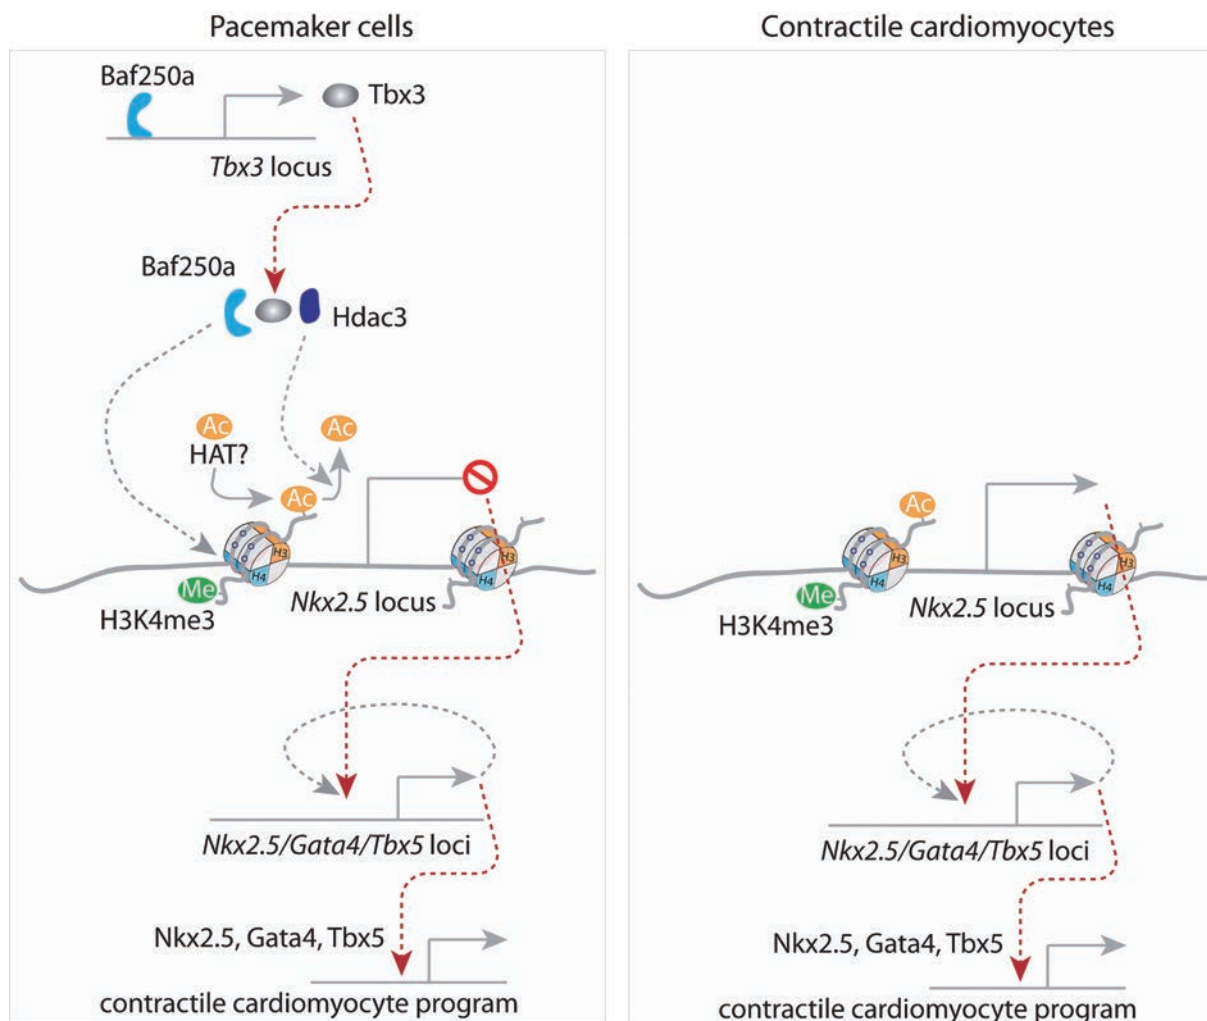 Pacemaker cells
Baf250a
Tbx3
Tbx3 locus
Baf250a
Hdac3
Ac
HAT?
Ac
Ac
H3
H4
H3
H4
Me
H3K4me3
Nkx2.5 locus
Nkx2.5/Gata4/Tbx5 loci
Nkx2.5, Gata4, Tbx5
contractile cardiomyocyte program
Contractile cardiomyocytes
Ac
H3
H4
H3
H4
Me
H3K4me3
Nkx2.5 locus
Nkx2.5/Gata4/Tbx5 loci
Nkx2.5, Gata4, Tbx5
contractile cardiomyocyte program